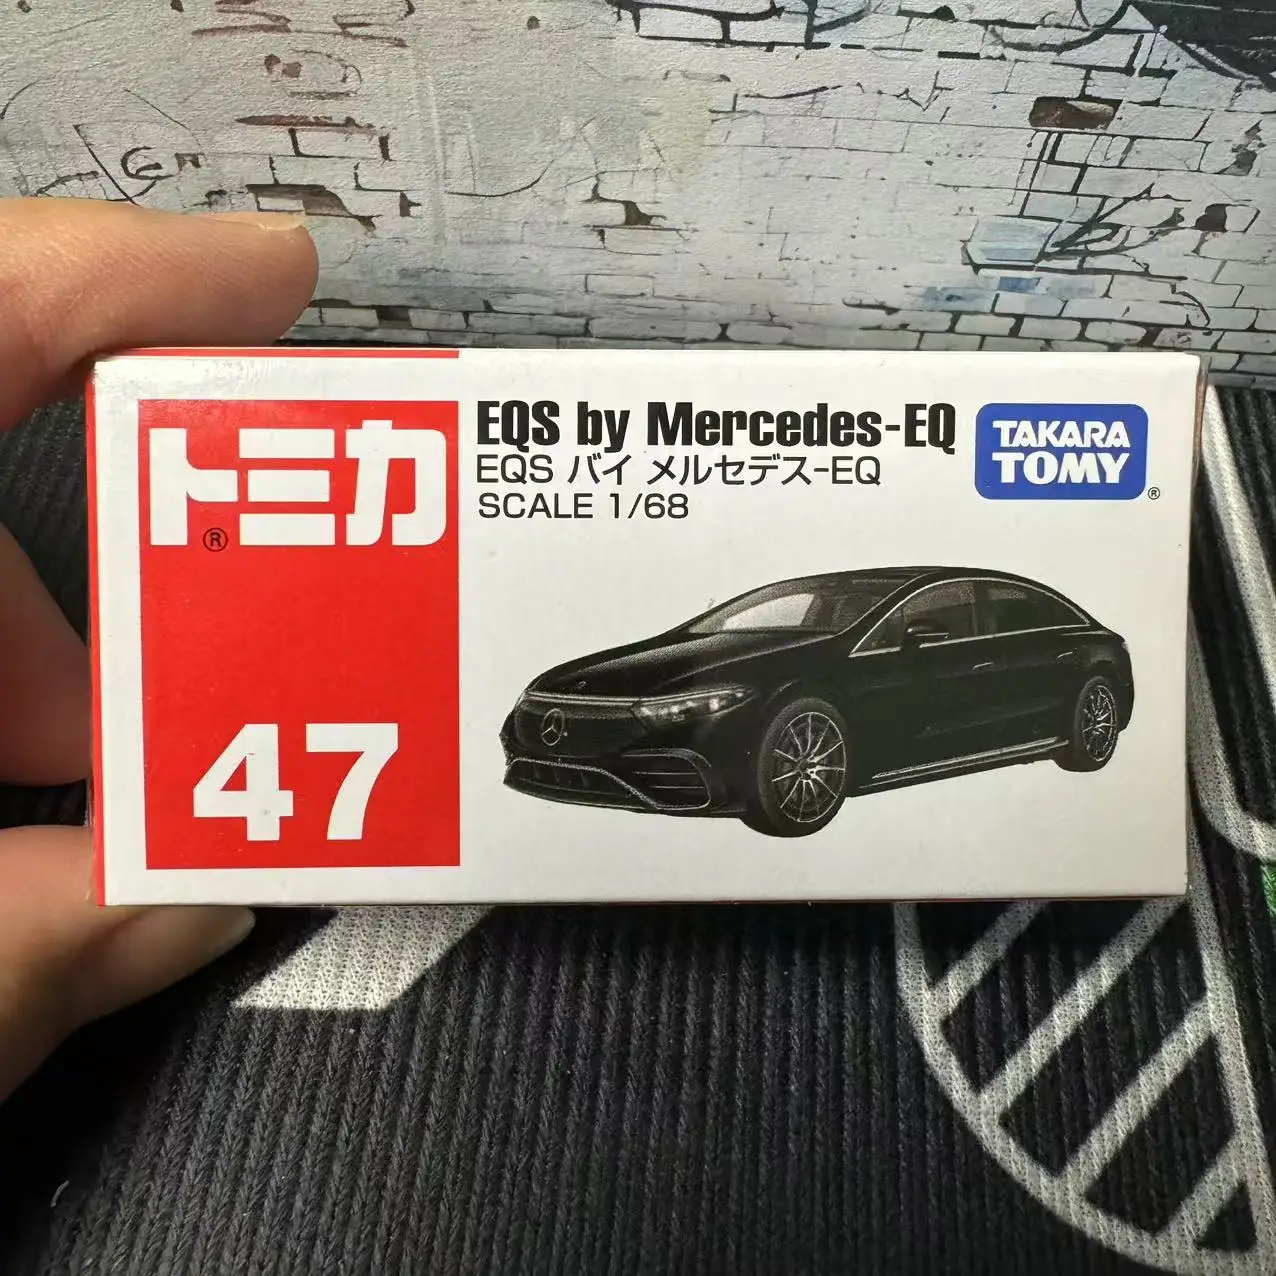 トミカ
®
47
EQS by Mercedes-EQ
EQS バイ メルセデス-EQ
SCALE 1/68
TAKARA
TOMY
®